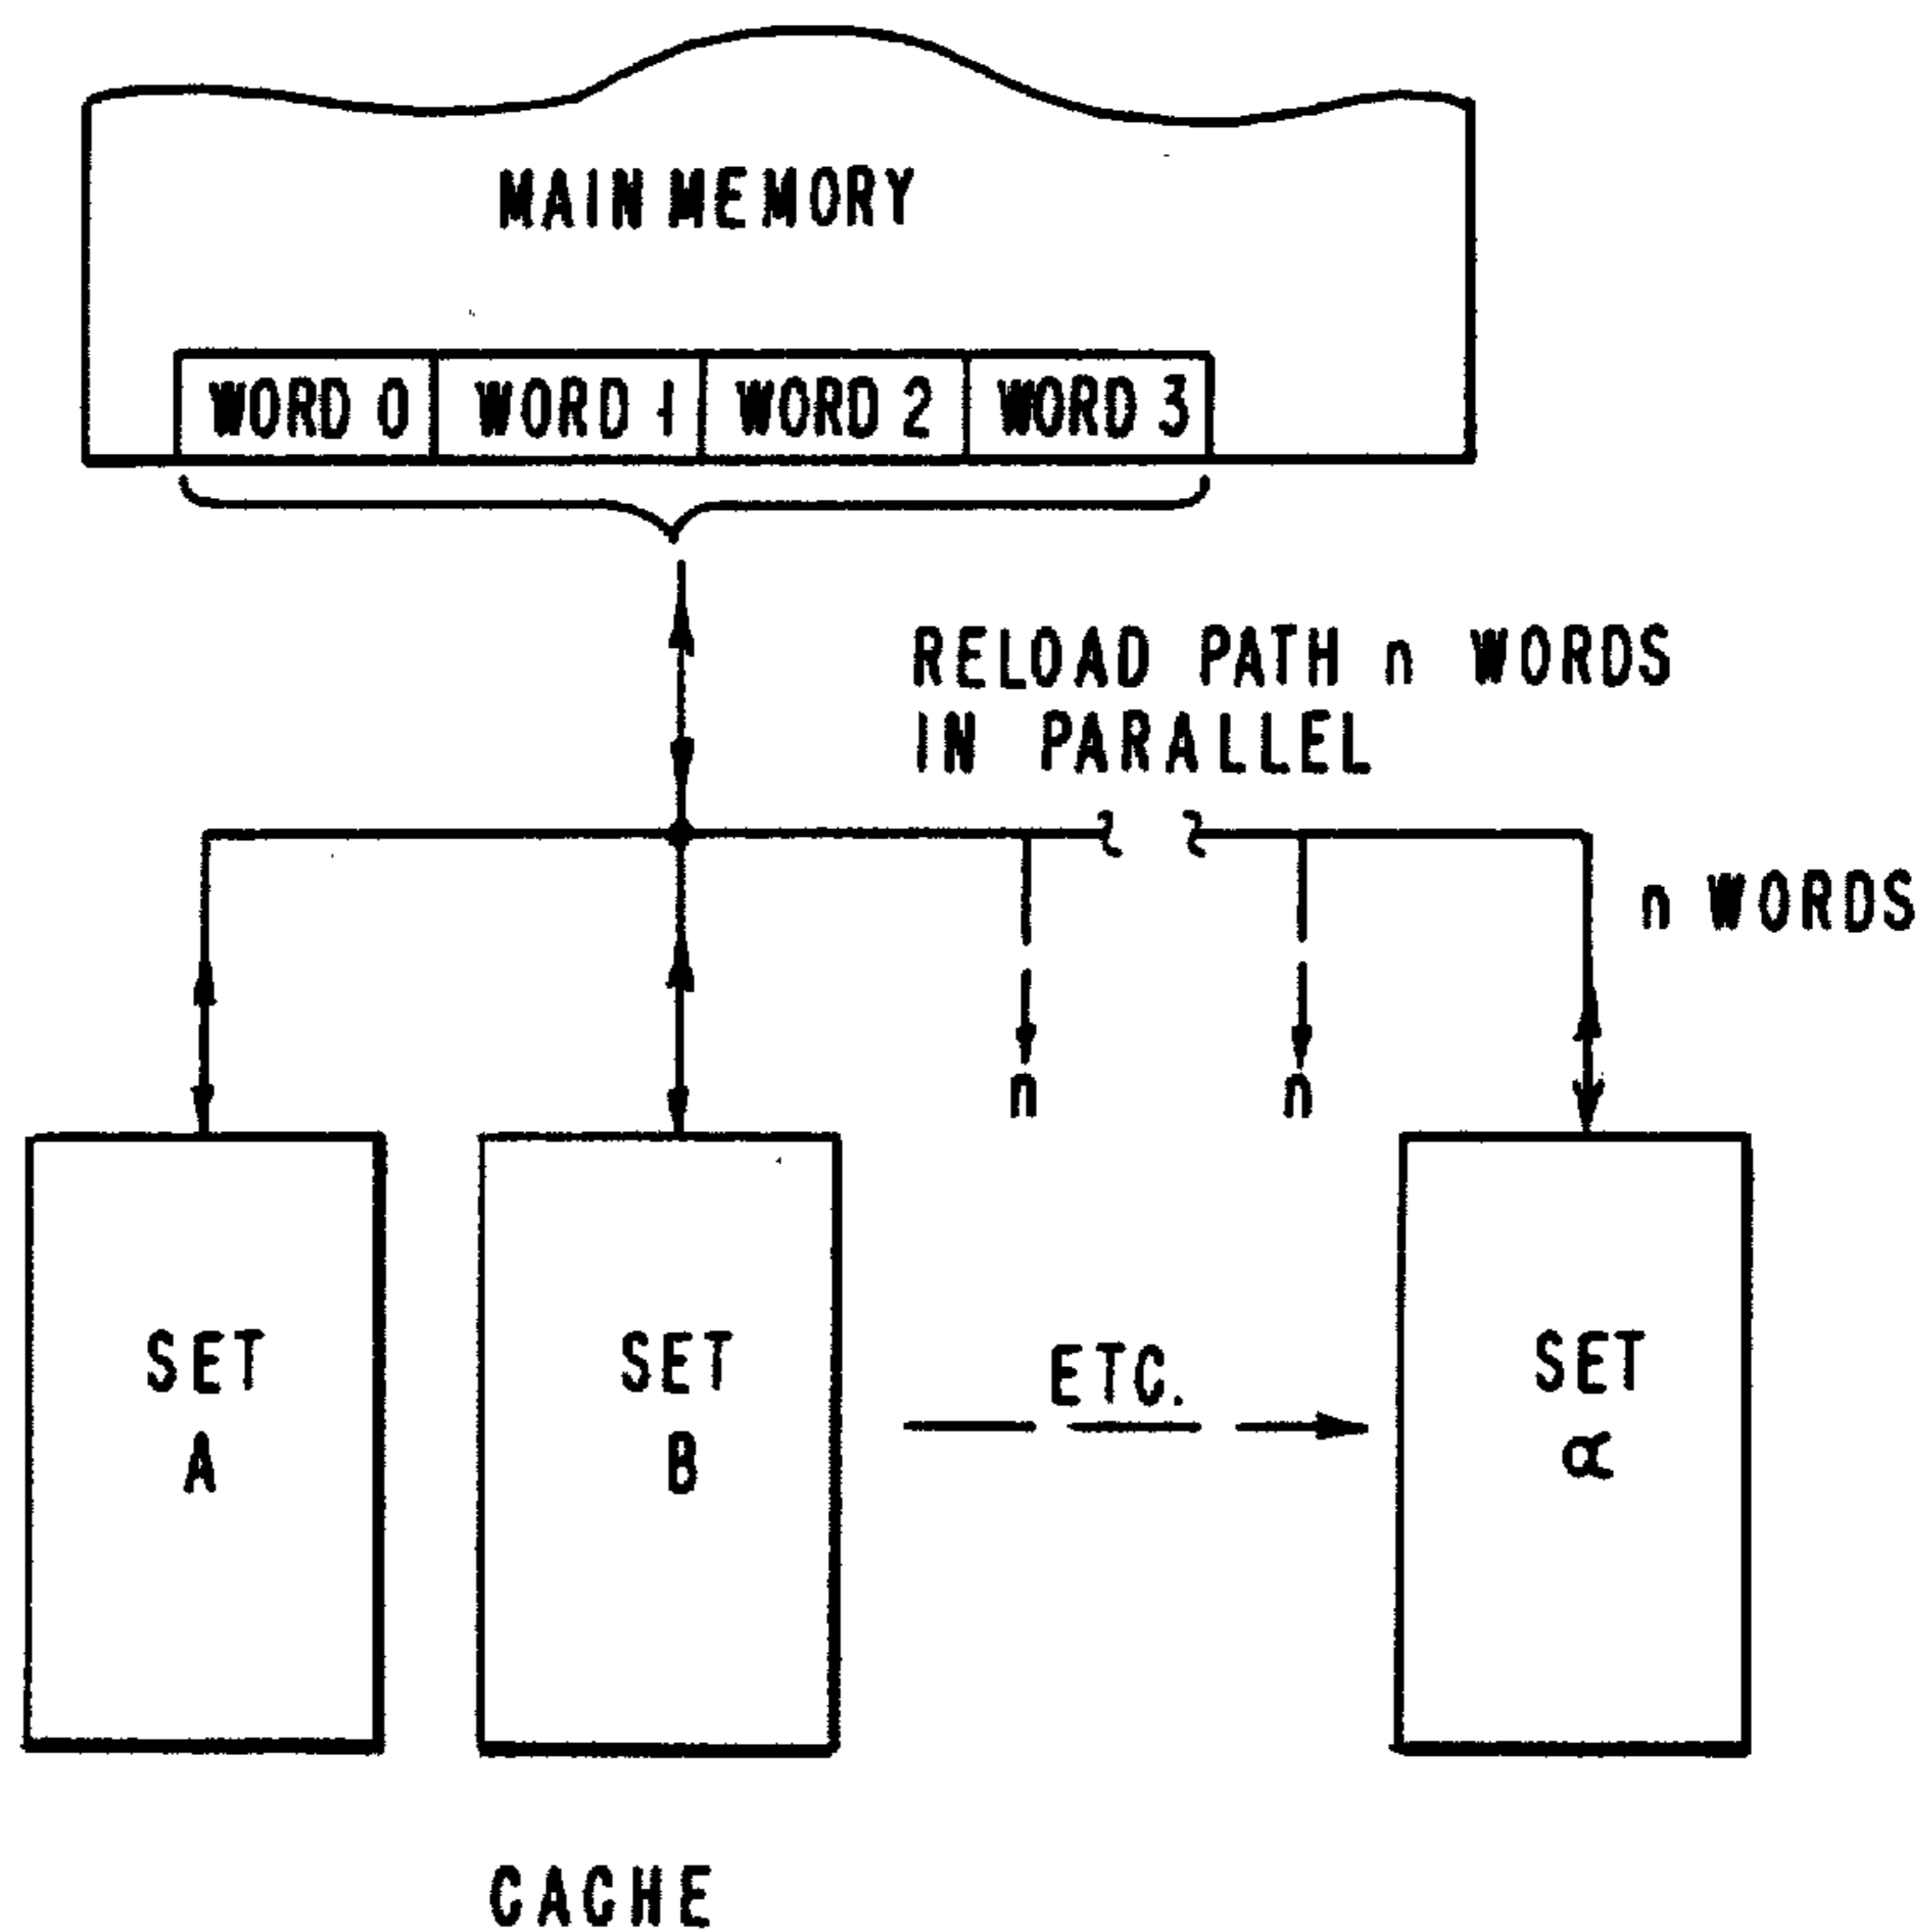 MAIN MEMORY
WORD 0 WORD 1 WORD 2 WORD 3
RELOAD PATH n WORDS
IN PARALLEL
n WORDS
n n
SET
A
SET
B
ETC.
SET
α
CACHE